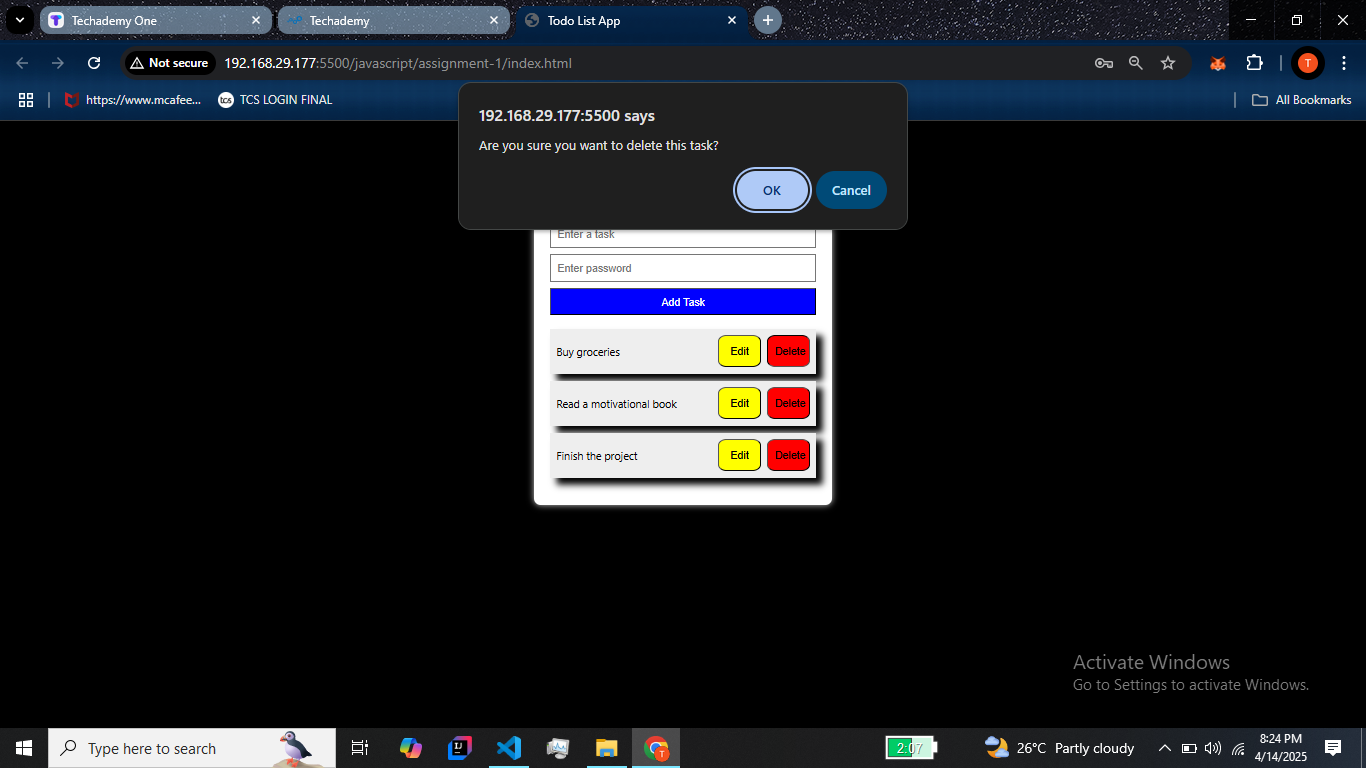 Techademy One
Techademy
Todo List App
Not secure
192.168.29.177:5500/javascript/assignment-1/index.html
T
https://www.mcafee...
tcs
TCS LOGIN FINAL
All Bookmarks
192.168.29.177:5500 says
Are you sure you want to delete this task?
OK
Cancel
Enter a task
Enter password
Add Task
Buy groceries
Edit
Delete
Read a motivational book
Edit
Delete
Finish the project
Edit
Delete
Activate Windows
Go to Settings to activate Windows.
Type here to search
2:07
26°C Partly cloudy
8:24 PM
4/14/2025